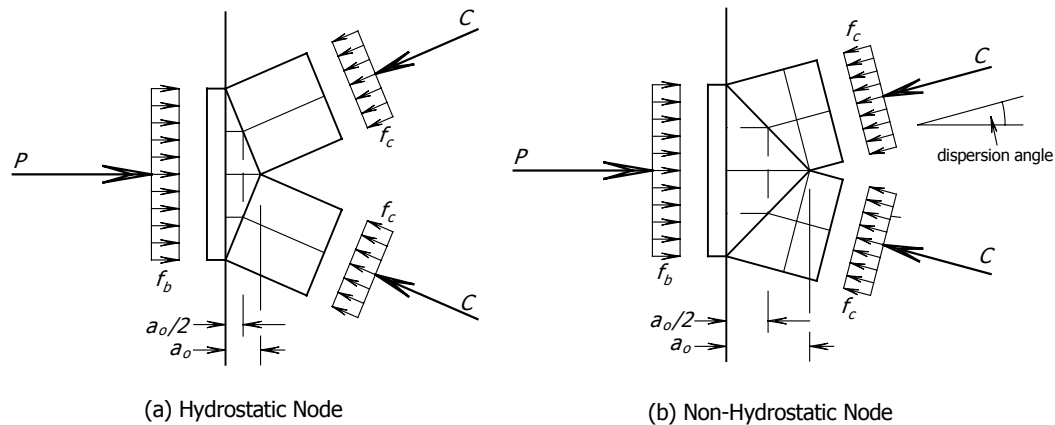 f_c
C
P
f_c
f_c
f_b
C
a_o/2
a_o
(a) Hydrostatic Node
f_c
C
dispersion angle
P
f_b
f_c
C
a_o/2
a_o
(b) Non-Hydrostatic Node